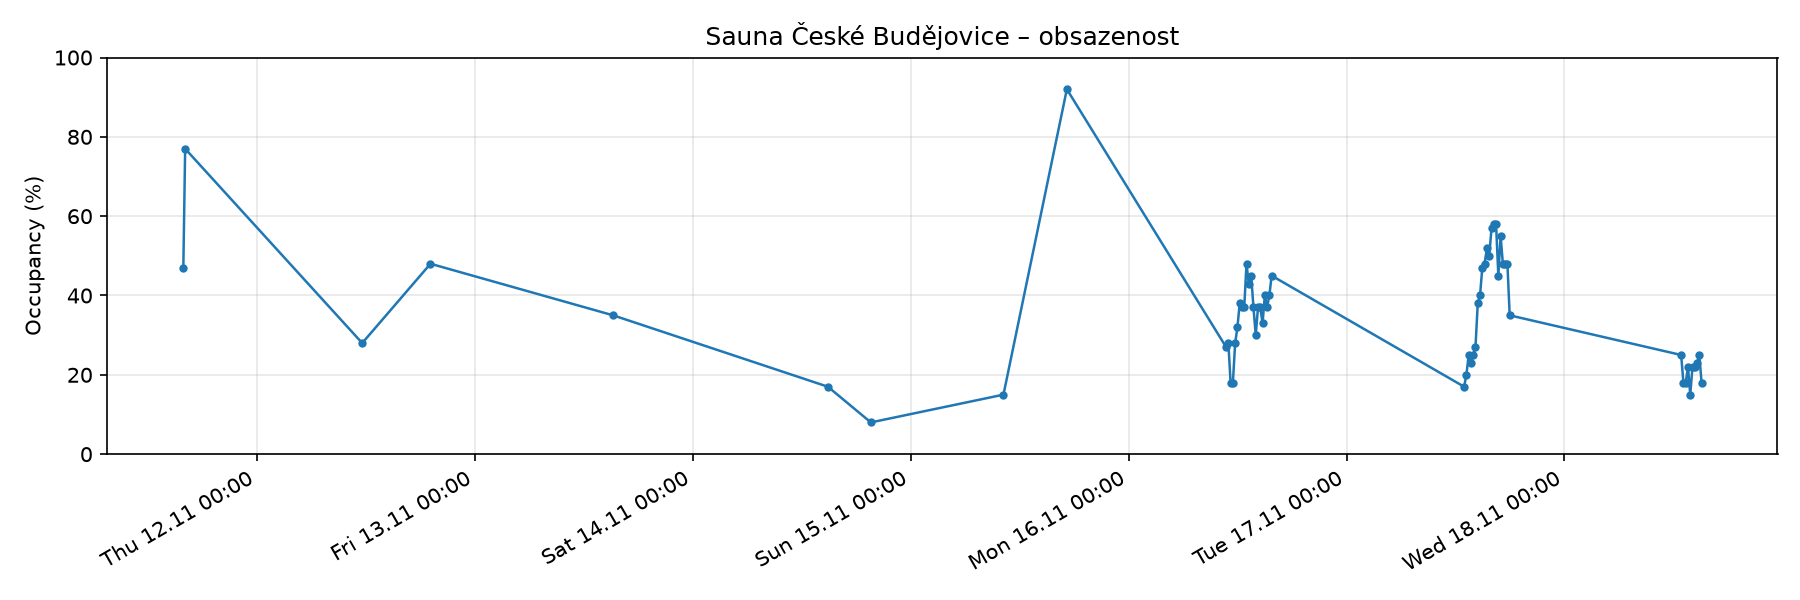 Sauna České Budějovice – obsazenost
Occupancy (%)
100
80
60
40
20
0
Thu 12.11 00:00
Fri 13.11 00:00
Sat 14.11 00:00
Sun 15.11 00:00
Mon 16.11 00:00
Tue 17.11 00:00
Wed 18.11 00:00